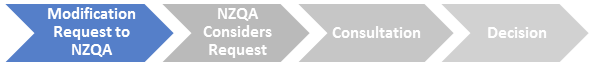 Modification
Request to
NZQA
NZQA
Considers
Request
Consultation
Decision